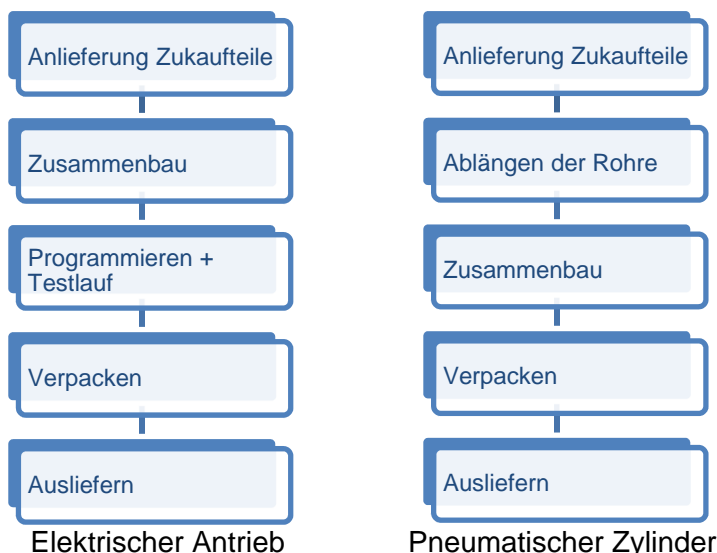 Anlieferung Zukaufteile
Zusammenbau
Programmieren +
Testlauf
Verpacken
Ausliefern
Elektrischer Antrieb
Anlieferung Zukaufteile
Ablängen der Rohre
Zusammenbau
Verpacken
Ausliefern
Pneumatischer Zylinder